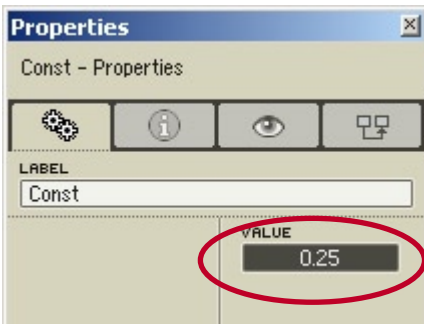 Properties
Const - Properties
LABEL
Const
VALUE
0.25